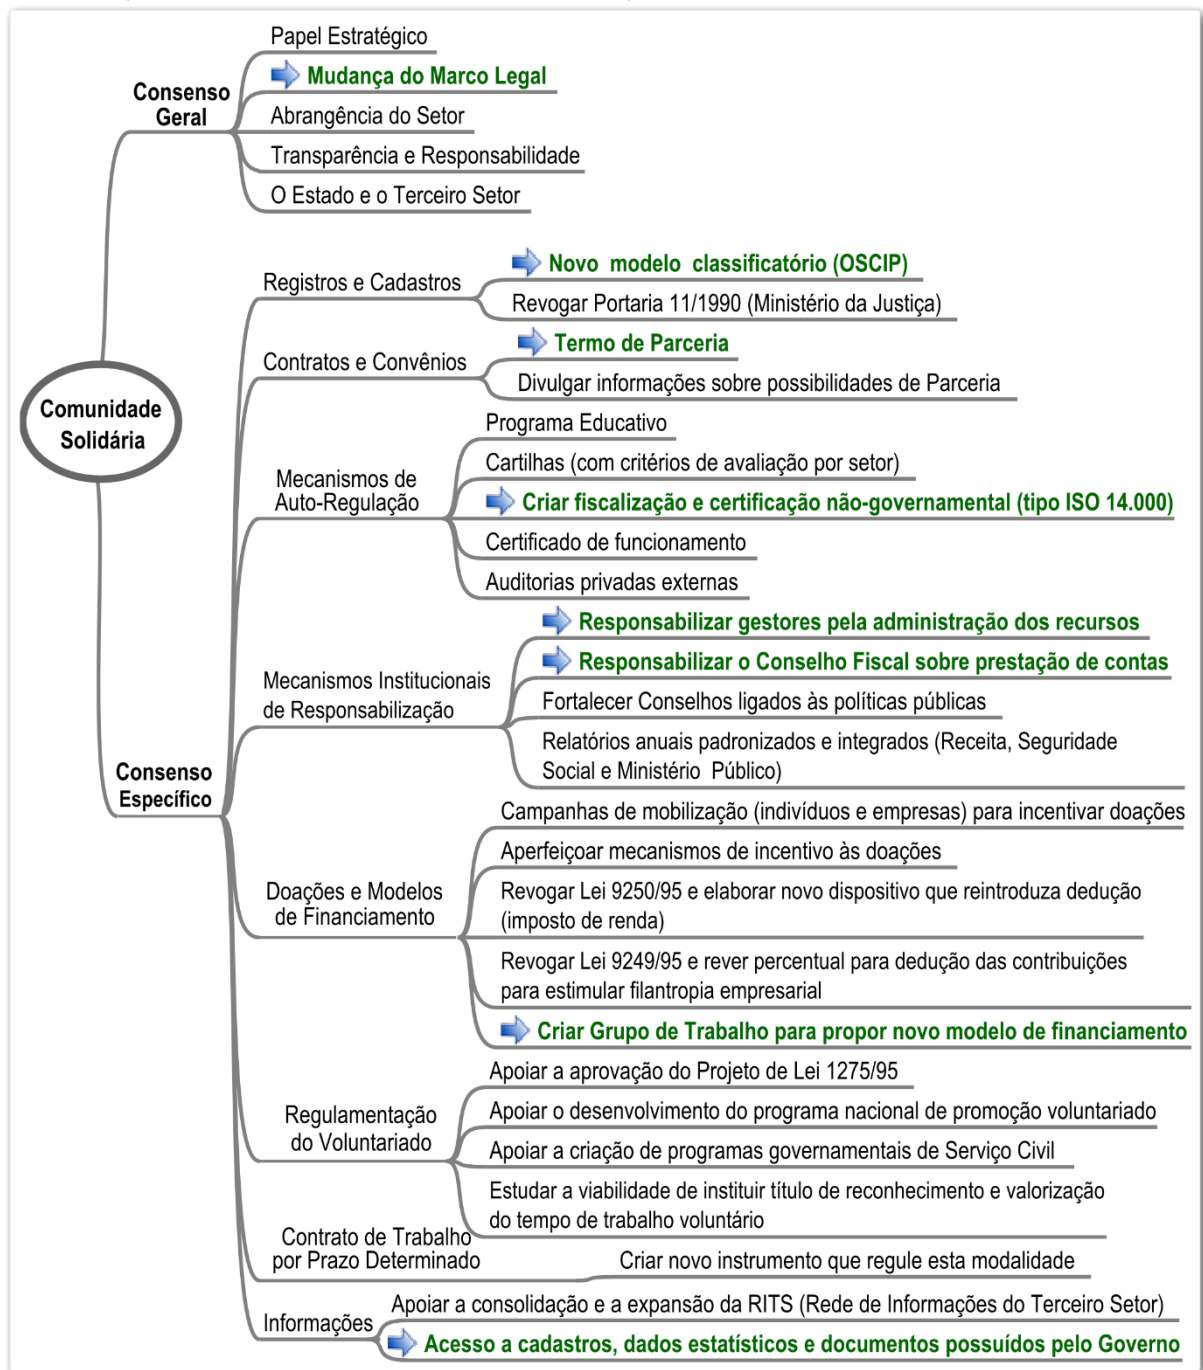 Papel Estratégico
Mudança do Marco Legal
Consenso
Geral
Abrangência do Setor
Transparência e Responsabilidade
O Estado e o Terceiro Setor
Novo modelo classificatório (OSCIP)
Registros e Cadastros
Revogar Portaria 11/1990 (Ministério da Justiça)
Termo de Parceria
Contratos e Convênios
Divulgar informações sobre possibilidades de Parceria
Comunidade
Solidária
Programa Educativo
Cartilhas (com critérios de avaliação por setor)
Mecanismos de
Auto-Regulação
Criar fiscalização e certificação não-governamental (tipo ISO 14.000)
Certificado de funcionamento
Auditorias privadas externas
Responsabilizar gestores pela administração dos recursos
Responsabilizar o Conselho Fiscal sobre prestação de contas
Mecanismos Institucionais
de Responsabilização
Fortalecer Conselhos ligados às políticas públicas
Relatórios anuais padronizados e integrados (Receita, Seguridade
Social e Ministério Público)
Consenso
Específico
Campanhas de mobilização (indivíduos e empresas) para incentivar doações
Aperfeiçoar mecanismos de incentivo às doações
Doações e Modelos
de Financiamento
Revogar Lei 9250/95 e elaborar novo dispositivo que reintroduza dedução
(imposto de renda)
Revogar Lei 9249/95 e rever percentual para dedução das contribuições
para estimular filantropia empresarial
Criar Grupo de Trabalho para propor novo modelo de financiamento
Apoiar a aprovação do Projeto de Lei 1275/95
Regulamentação
do Voluntariado
Apoiar o desenvolvimento do programa nacional de promoção voluntariado
Apoiar a criação de programas governamentais de Serviço Civil
Estudar a viabilidade de instituir título de reconhecimento e valorização
do tempo de trabalho voluntário
Contrato de Trabalho
por Prazo Determinado
Criar novo instrumento que regule esta modalidade
Informações
Apoiar a consolidação e a expansão da RITS (Rede de Informações do Terceiro Setor)
Acesso a cadastros, dados estatísticos e documentos possuídos pelo Governo